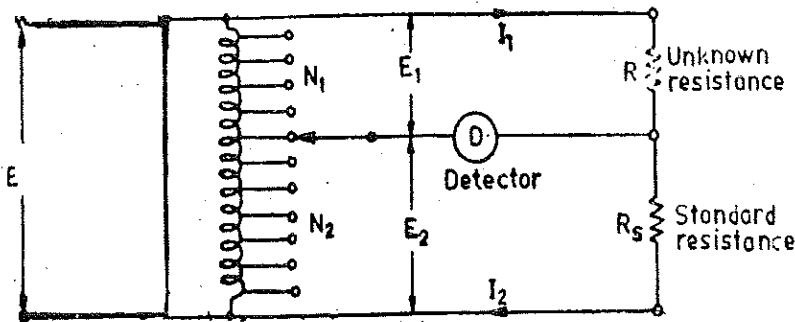 I₁
N₁
E₁
R
Unknown
resistance
D
Detector
E
N₂
E₂
Rs
Standard
resistance
I₂